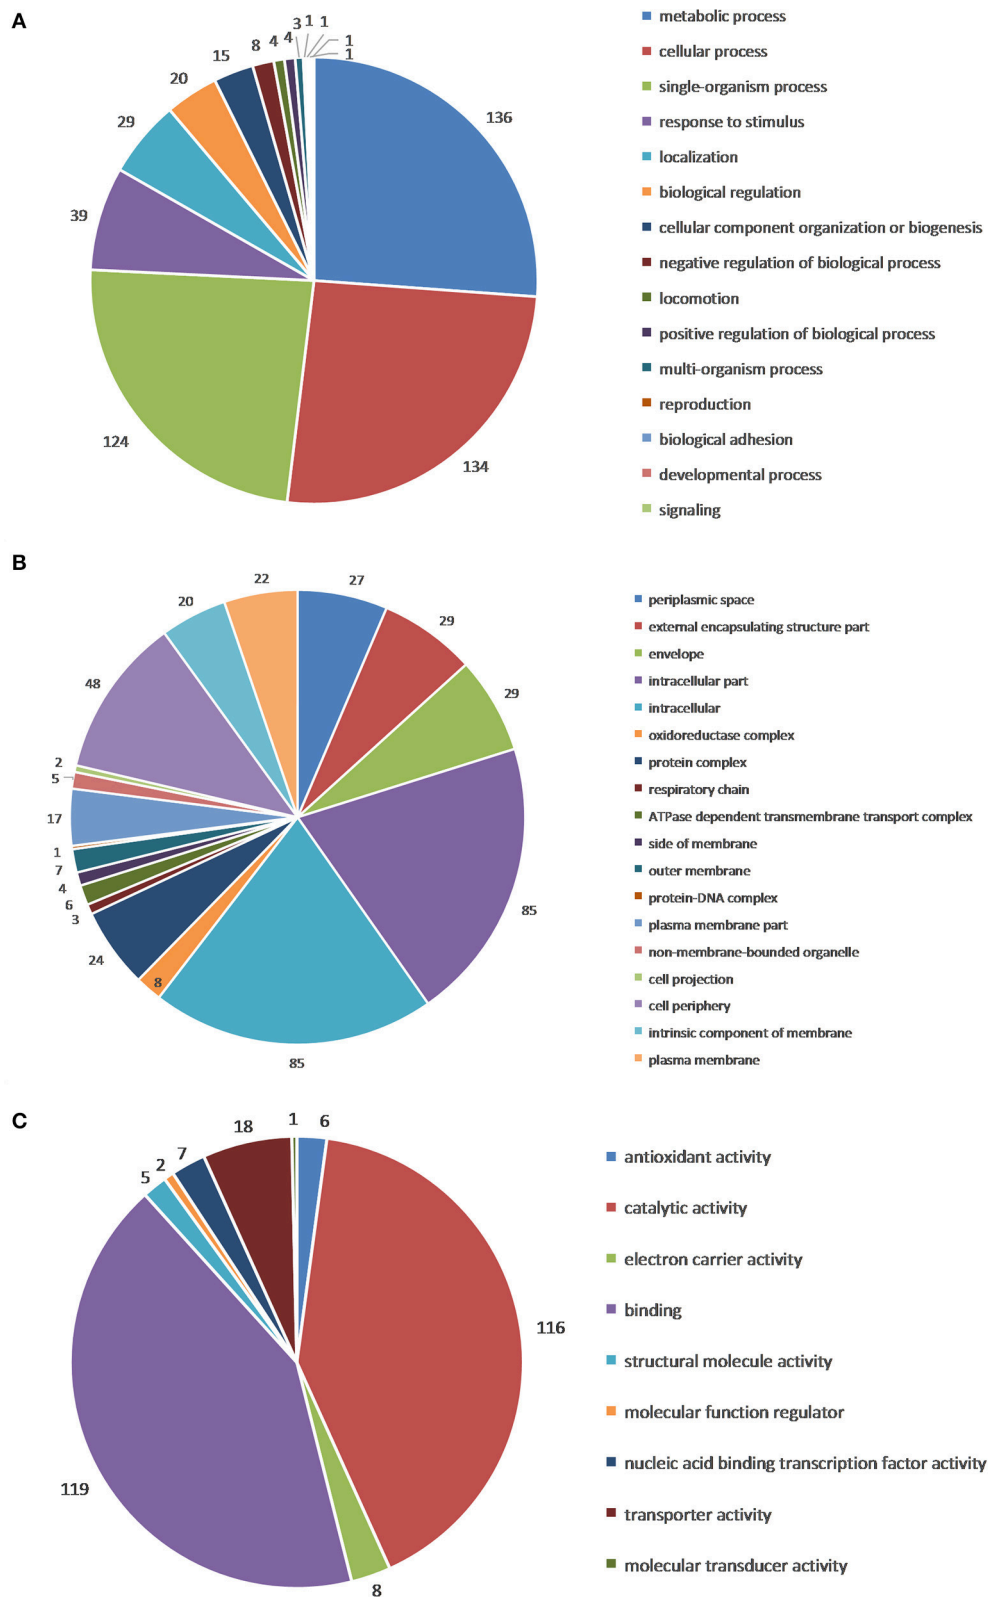 A
136
134
124
39
29
20
15
8
4
4
3
1
1
1
1
metabolic process
cellular process
single-organism process
response to stimulus
localization
biological regulation
cellular component organization or biogenesis
negative regulation of biological process
locomotion
positive regulation of biological process
multi-organism process
reproduction
biological adhesion
developmental process
signaling
B
27
29
29
85
85
8
24
3
6
4
7
1
17
5
2
48
20
22
periplasmic space
external encapsulating structure part
envelope
intracellular part
intracellular
oxidoreductase complex
protein complex
respiratory chain
ATPase dependent transmembrane transport complex
side of membrane
outer membrane
protein-DNA complex
plasma membrane part
non-membrane-bounded organelle
cell projection
cell periphery
intrinsic component of membrane
plasma membrane
C
6
116
8
119
5
2
7
18
1
antioxidant activity
catalytic activity
electron carrier activity
binding
structural molecule activity
molecular function regulator
nucleic acid binding transcription factor activity
transporter activity
molecular transducer activity